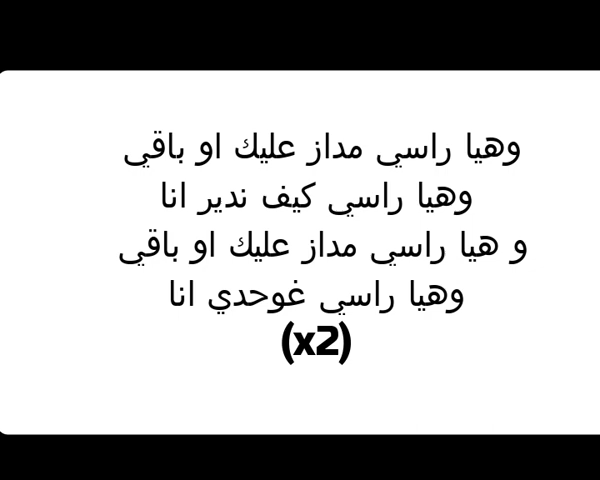 وهيا راسي مداز عليك او باقي
وهيا راسي كيف ندير انا
و هيا راسي مداز عليك او باقي
وهيا راسي غوحدي انا
(x2)